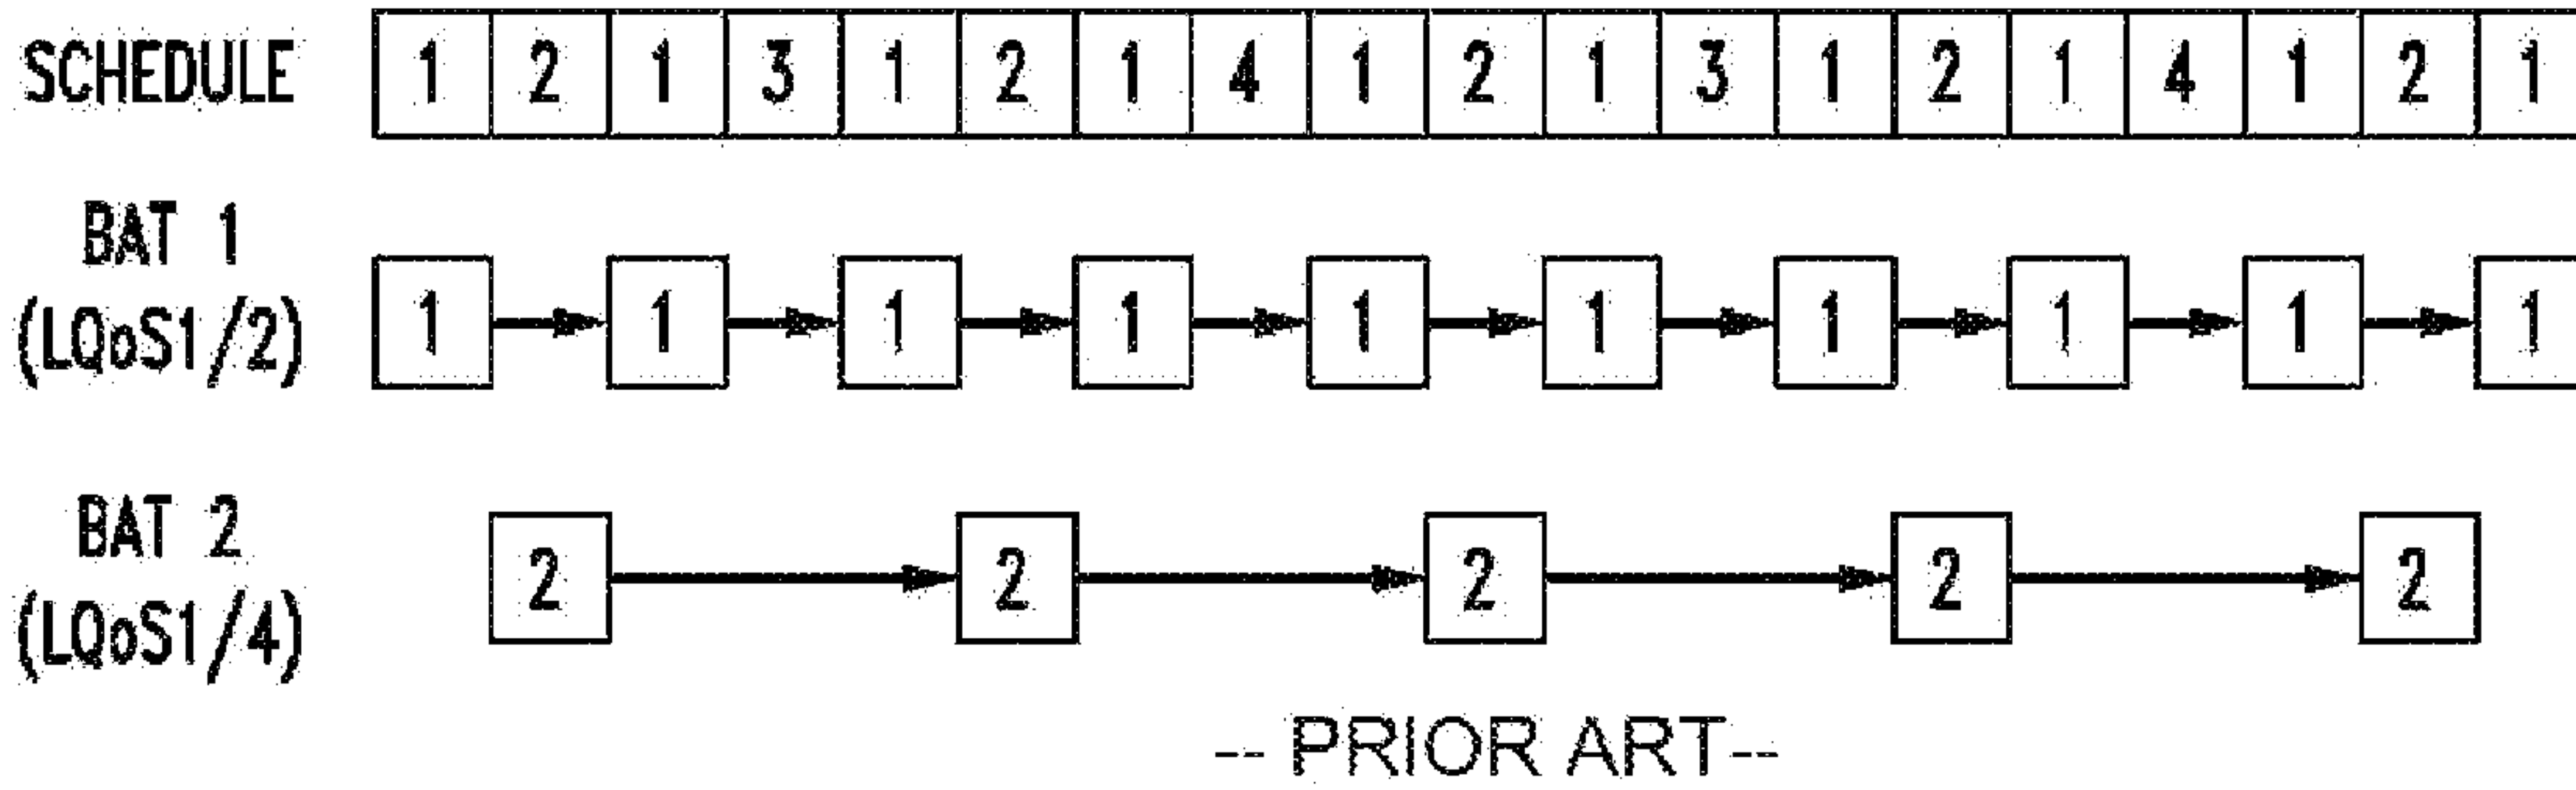 SCHEDULE 1 2 1 3 1 2 1 4 1 2 1 3 1 2 1 4 1 2 1
BAT 1
(LQoS1/2) 1 1 1 1 1 1 1 1 1 1
BAT 2
(LQoS1/4) 2 2 2 2 2
-- PRIOR ART--